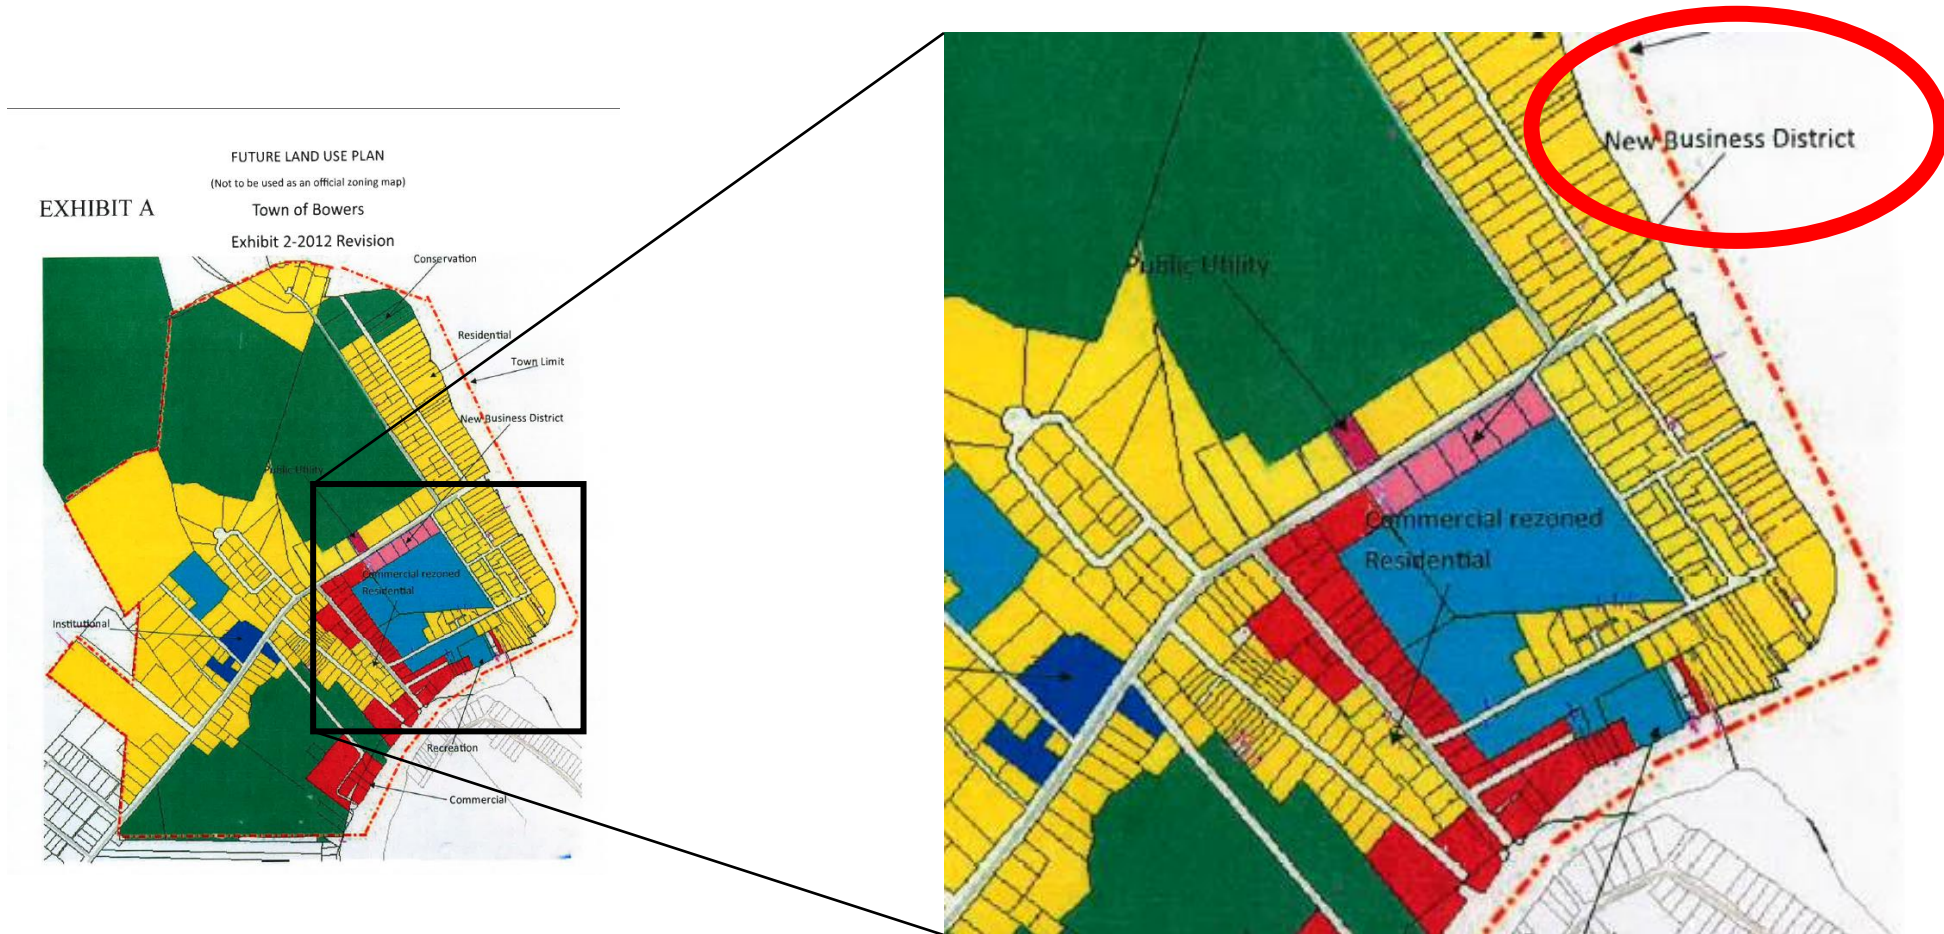 FUTURE LAND USE PLAN
(Not to be used as an official zoning map)
EXHIBIT A
Town of Bowers
Exhibit 2-2012 Revision
Conservation
Residential
Town Limit
New Business District
Public Utility
Commercial rezoned
Residential
Institutional
Recreation
Commercial
New Business District
Public Utility
Commercial rezoned
Residential